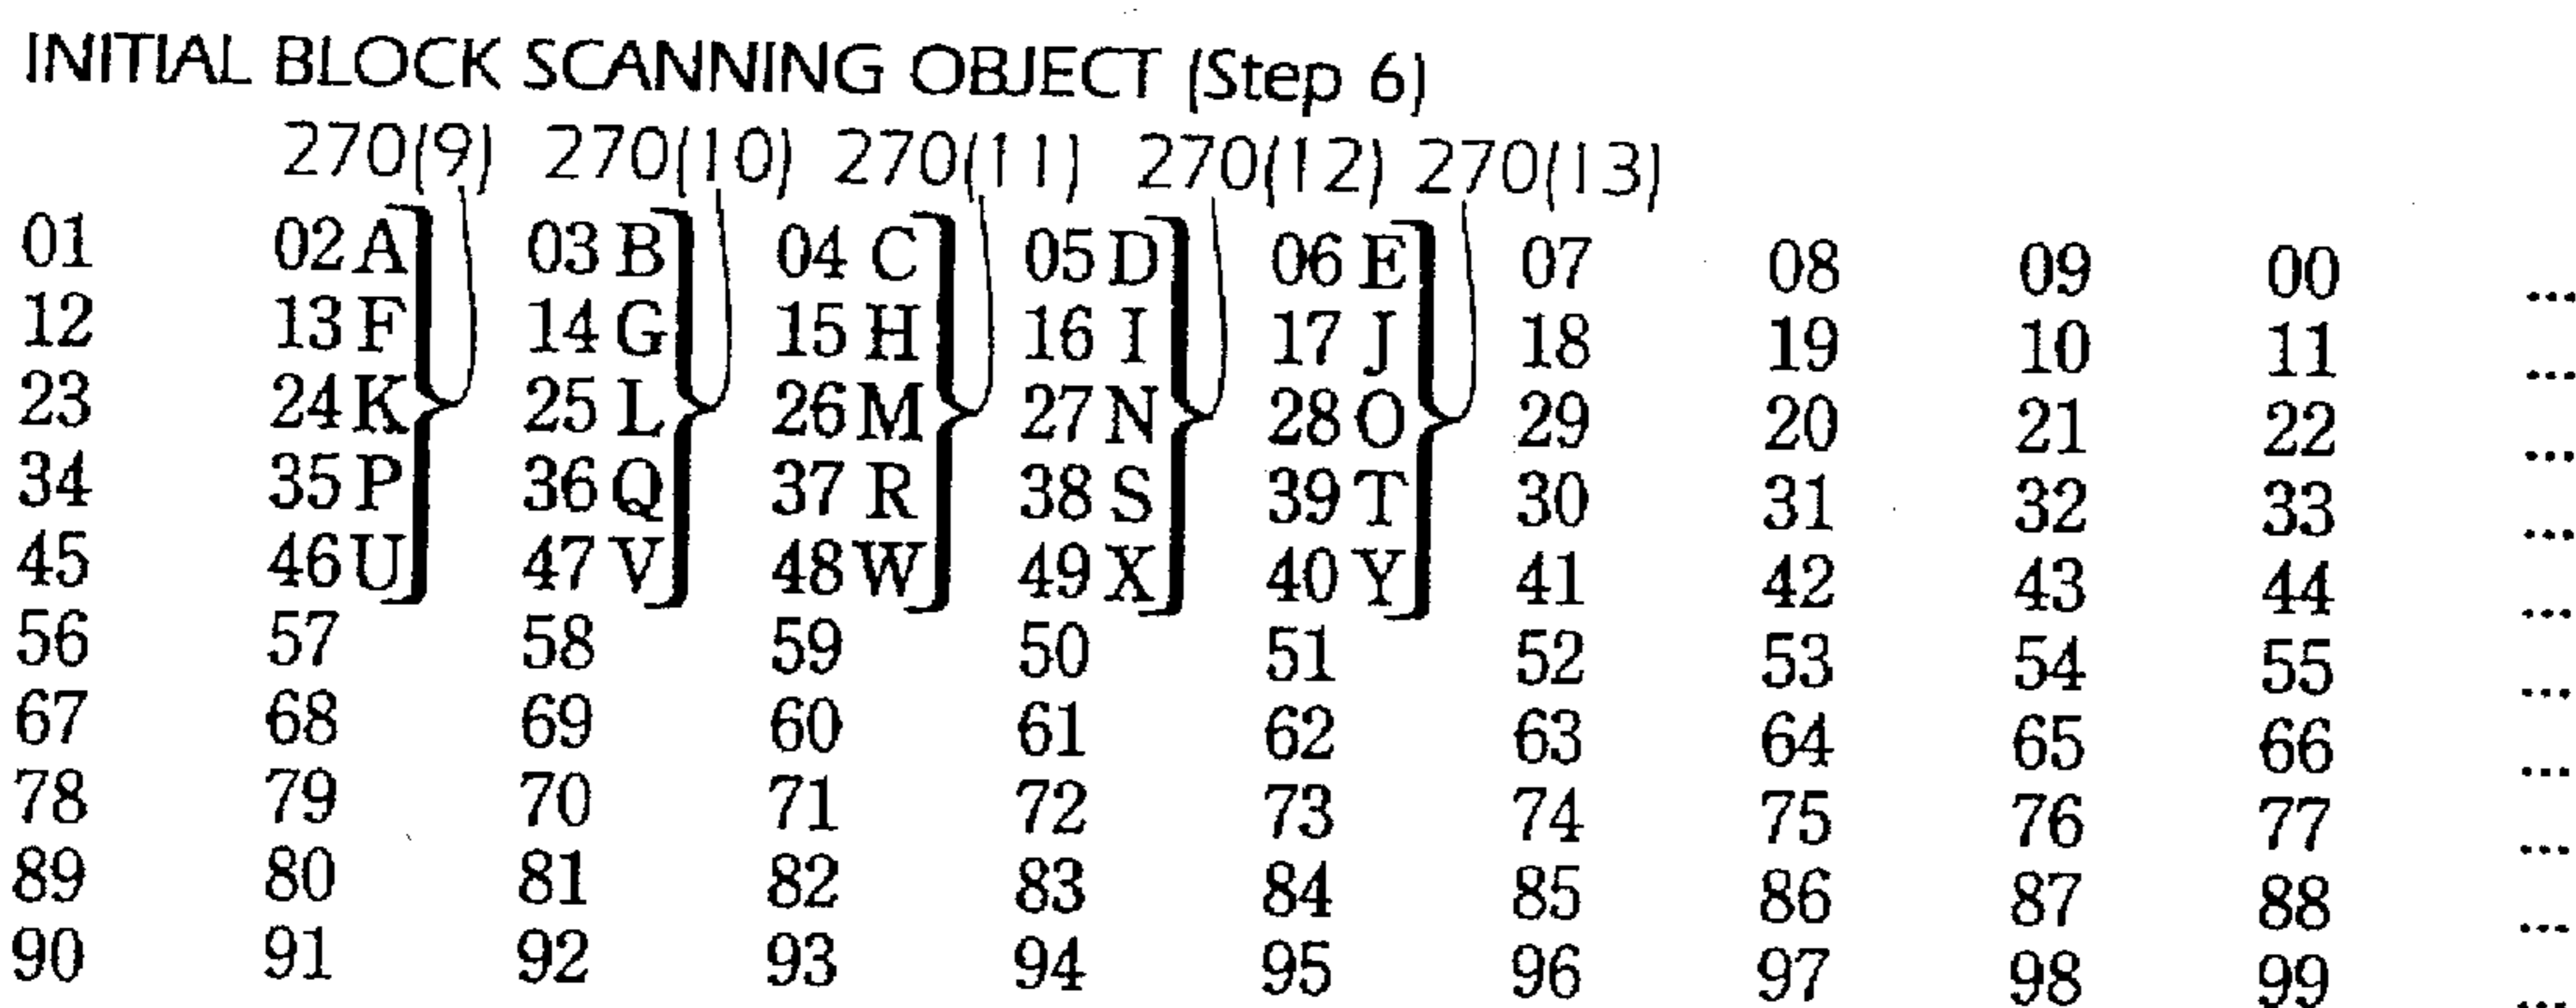 INITIAL BLOCK SCANNING OBJECT (Step 6)
270(9) 270(10) 270(11) 270(12) 270(13)
01 02 A 03 B 04 C 05 D 06 E 07 08 09 00 ...
12 13 F 14 G 15 H 16 I 17 J 18 19 10 11 ...
23 24 K 25 L 26 M 27 N 28 O 29 20 21 22 ...
34 35 P 36 Q 37 R 38 S 39 T 30 31 32 33 ...
45 46 U 47 V 48 W 49 X 40 Y 41 42 43 44 ...
56 57 58 59 50 51 52 53 54 55 ...
67 68 69 60 61 62 63 64 65 66 ...
78 79 70 71 72 73 74 75 76 77 ...
89 80 81 82 83 84 85 86 87 88 ...
90 91 92 93 94 95 96 97 98 99 ...